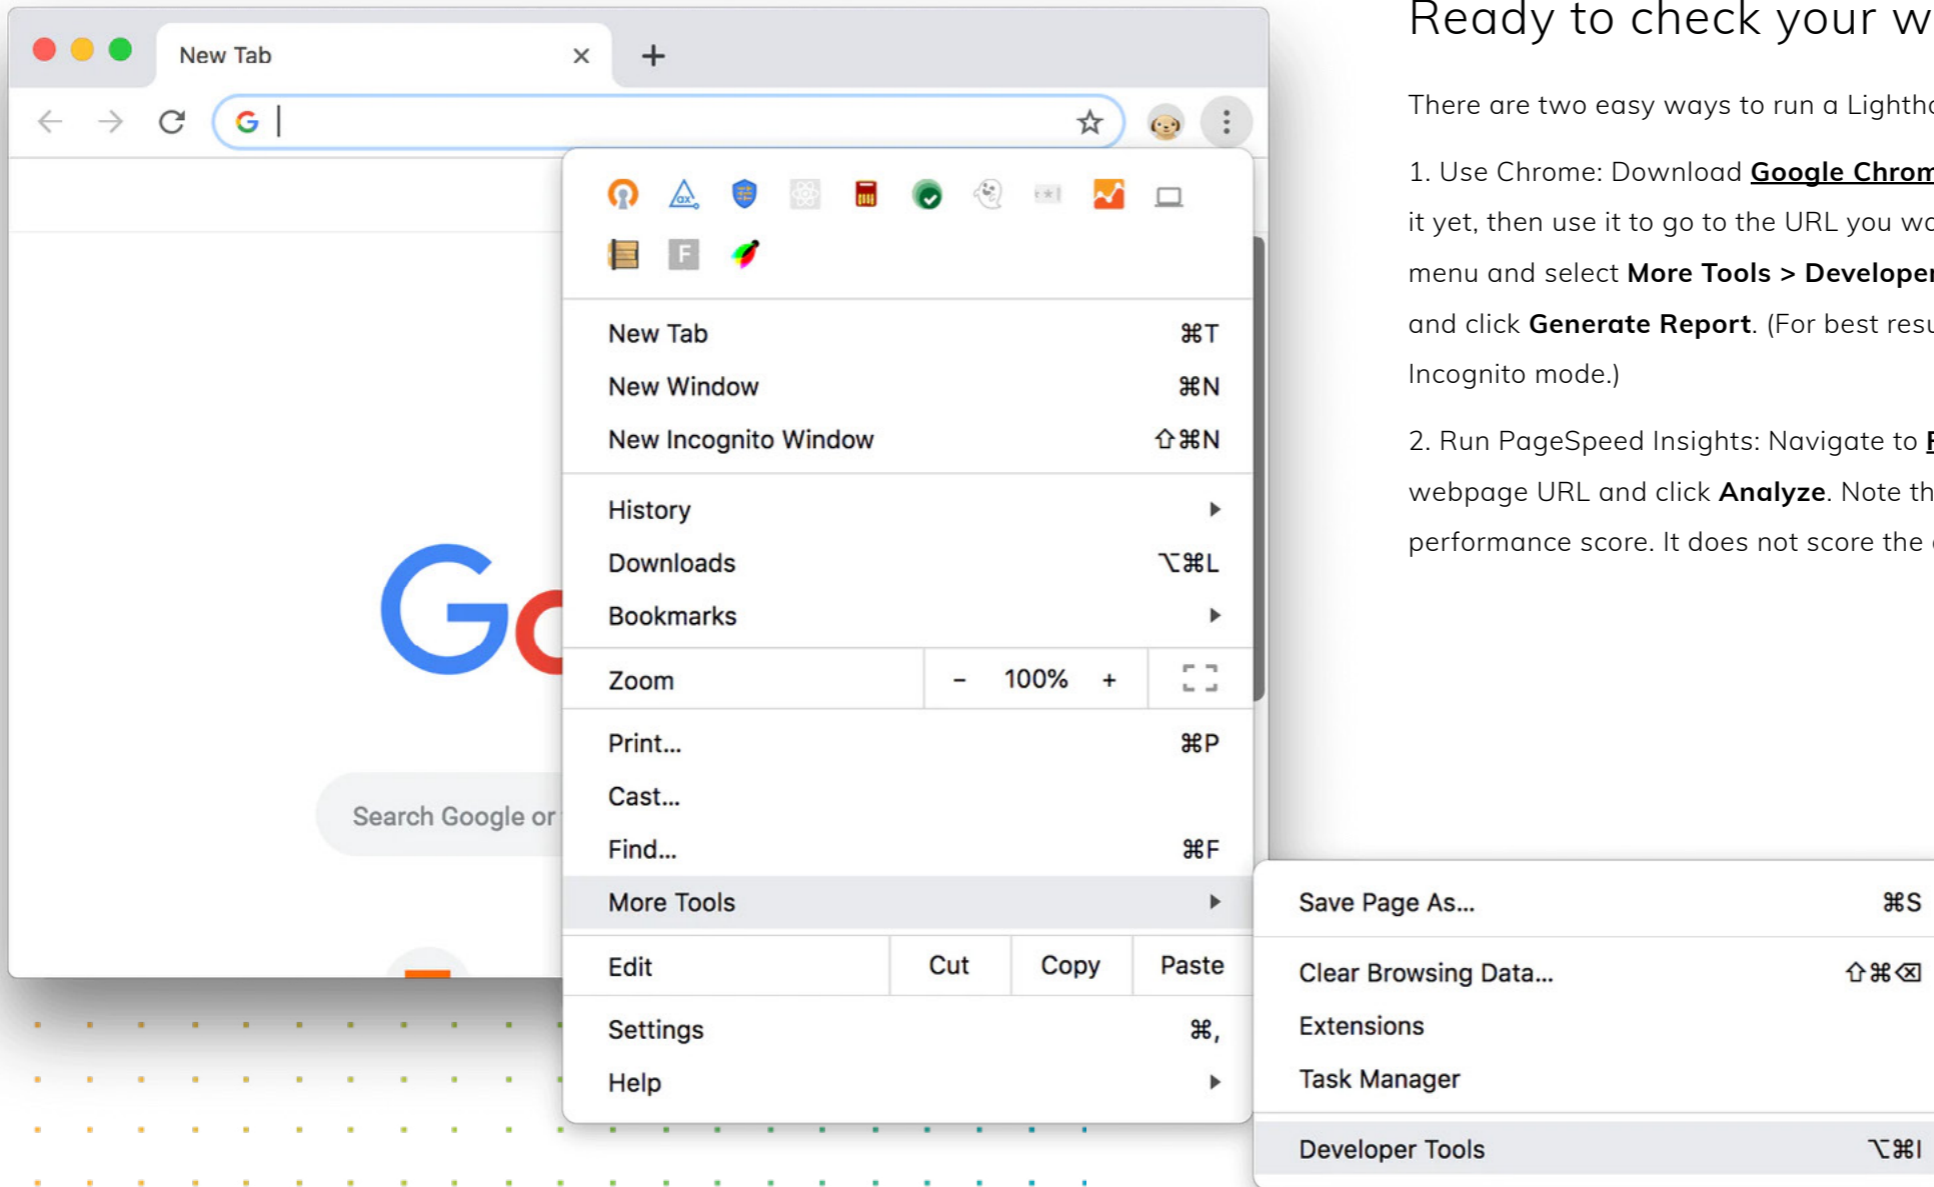 New Tab
New Tab ⌘T
New Window ⌘N
New Incognito Window ⇧⌘N
History
Downloads ⌥⌘L
Bookmarks
Zoom - 100% +
Print... ⌘P
Cast...
Find... ⌘F
More Tools
Edit Cut Copy Paste
Settings ⌘,
Help
Search Google or
Save Page As... ⌘S
Clear Browsing Data... ⇧⌘⌫
Extensions
Task Manager
Developer Tools ⌥⌘I
Ready to check your
There are two easy ways to run a
1. Use Chrome: Download Google
it yet, then use it to go to the URL you
menu and select More Tools > Developer
and click Generate Report. (For best
Incognito mode.)
2. Run PageSpeed Insights: Navigate to
webpage URL and click Analyze. Note
performance score. It does not score the